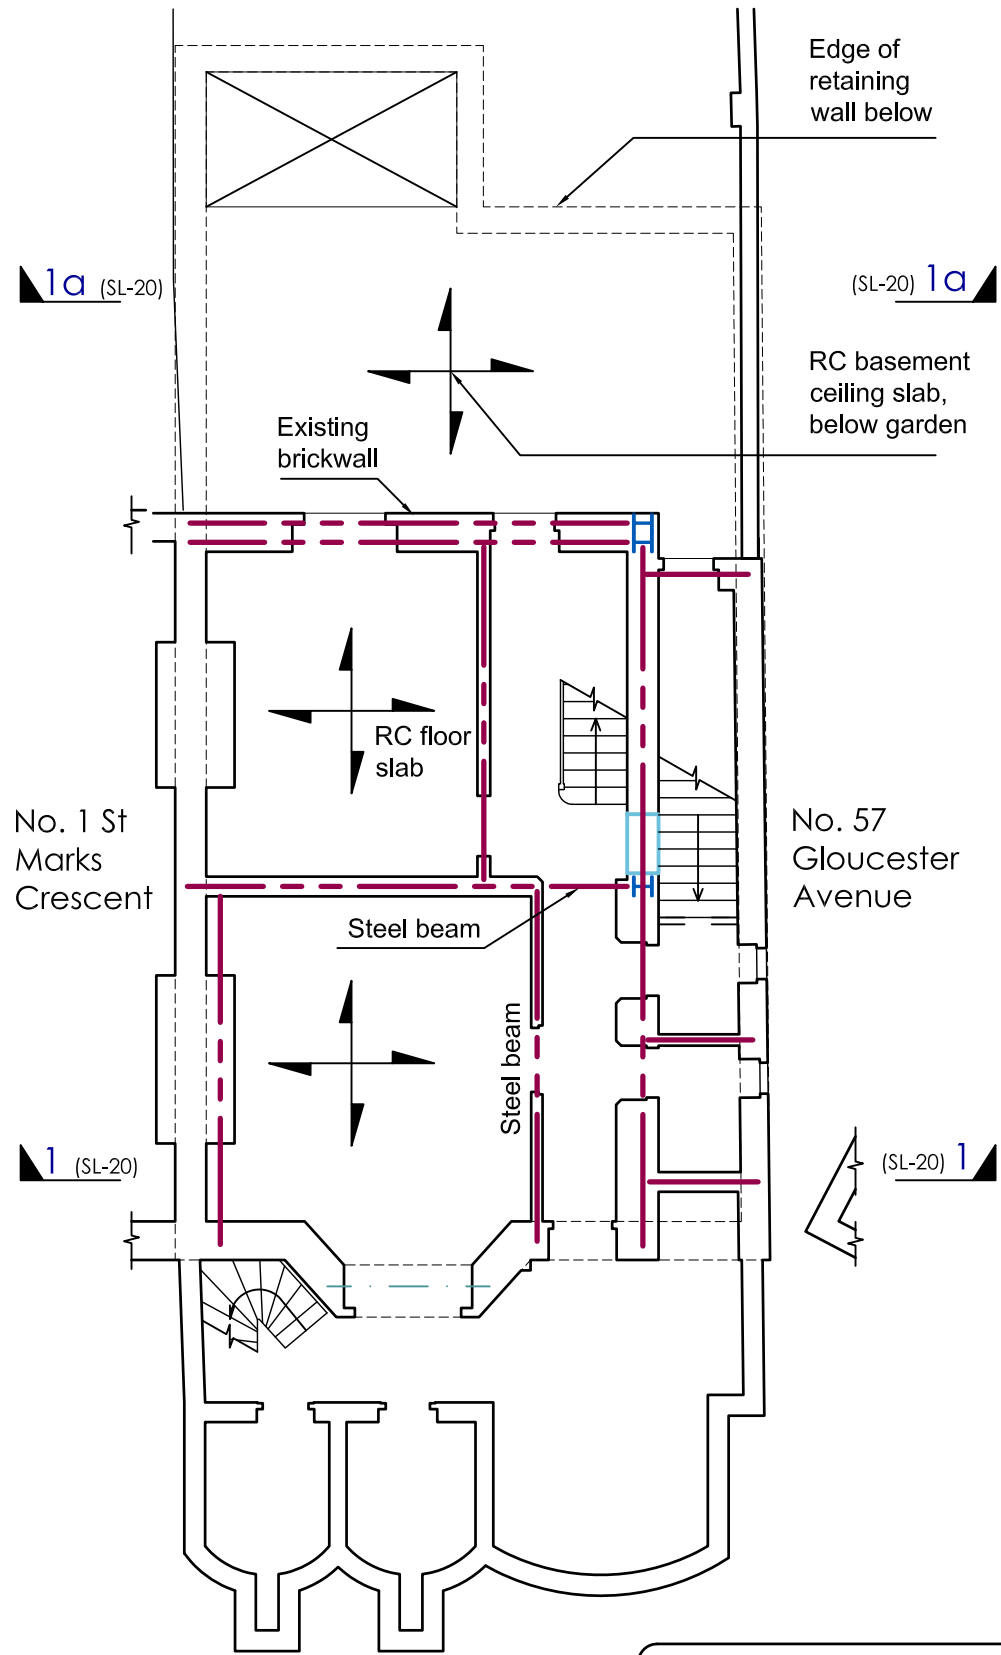 Edge of
retaining
wall below
1a (SL-20)
(SL-20) 1a
RC basement
ceiling slab,
below garden
Existing
brickwall
RC floor
slab
No. 1 St
Marks
Crescent
No. 57
Gloucester
Avenue
Steel beam
Steel beam
1 (SL-20)
(SL-20) 1